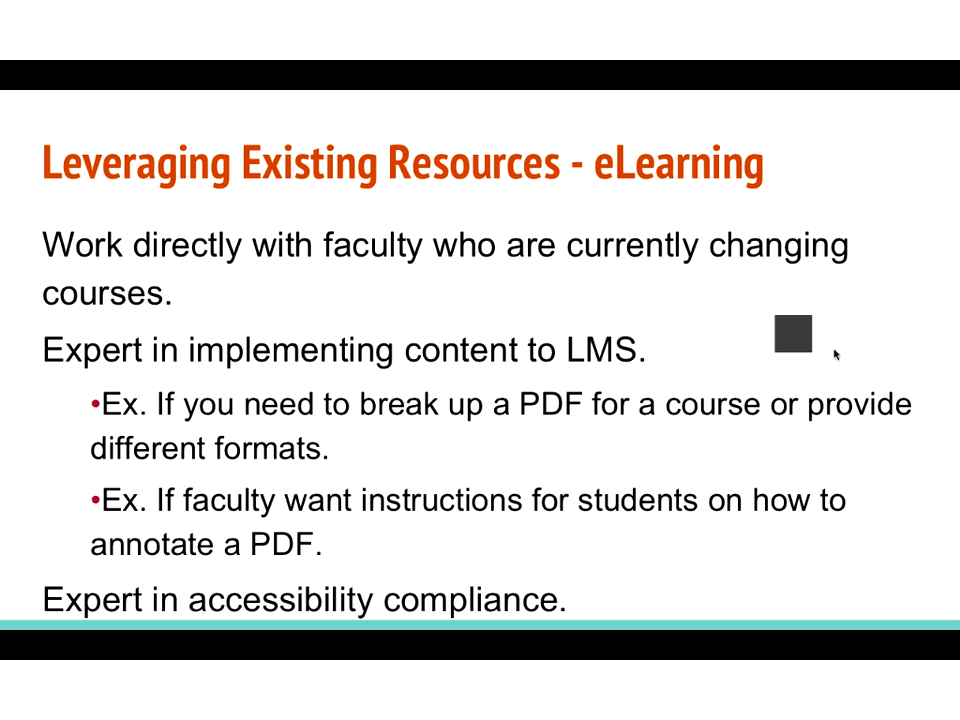 Leveraging Existing Resources - eLearning
Work directly with faculty who are currently changing
courses.
Expert in implementing content to LMS.
•Ex. If you need to break up a PDF for a course or provide
different formats.
•Ex. If faculty want instructions for students on how to
annotate a PDF.
Expert in accessibility compliance.